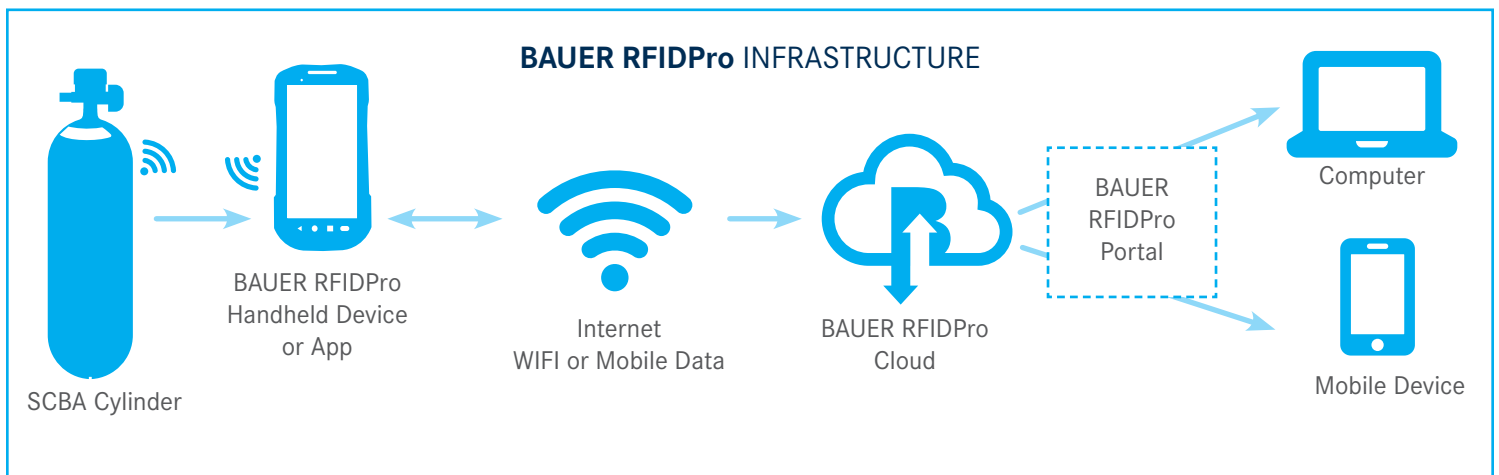 BAUER RFIDPro INFRASTRUCTURE
SCBA Cylinder
BAUER RFIDPro
Handheld Device
or App
Internet
WIFI or Mobile Data
BAUER RFIDPro
Cloud
BAUER
RFIDPro
Portal
Computer
Mobile Device